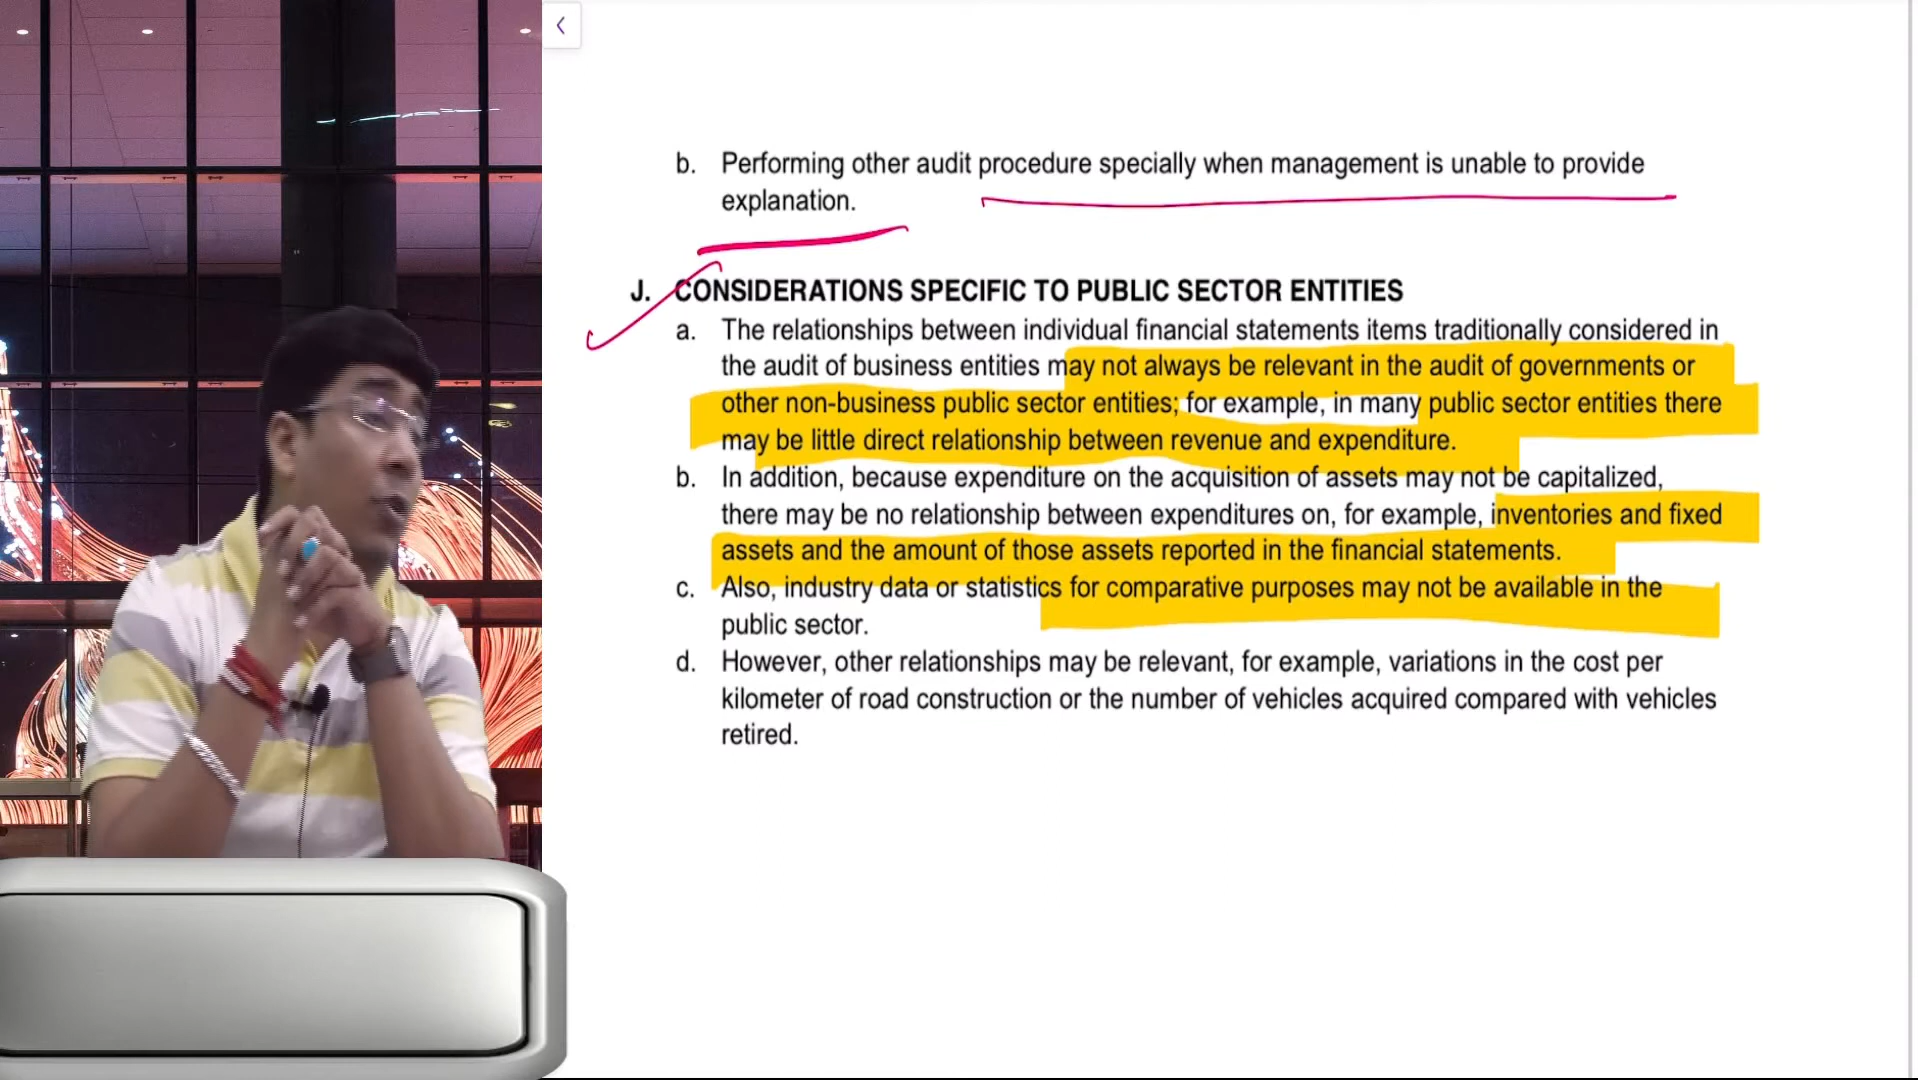 b. Performing other audit procedure specially when management is unable to provide
explanation.
J. CONSIDERATIONS SPECIFIC TO PUBLIC SECTOR ENTITIES
a. The relationships between individual financial statements items traditionally considered in
the audit of business entities may not always be relevant in the audit of governments or
other non-business public sector entities; for example, in many public sector entities there
may be little direct relationship between revenue and expenditure.
b. In addition, because expenditure on the acquisition of assets may not be capitalized,
there may be no relationship between expenditures on, for example, inventories and fixed
assets and the amount of those assets reported in the financial statements.
c. Also, industry data or statistics for comparative purposes may not be available in the
public sector.
d. However, other relationships may be relevant, for example, variations in the cost per
kilometer of road construction or the number of vehicles acquired compared with vehicles
retired.